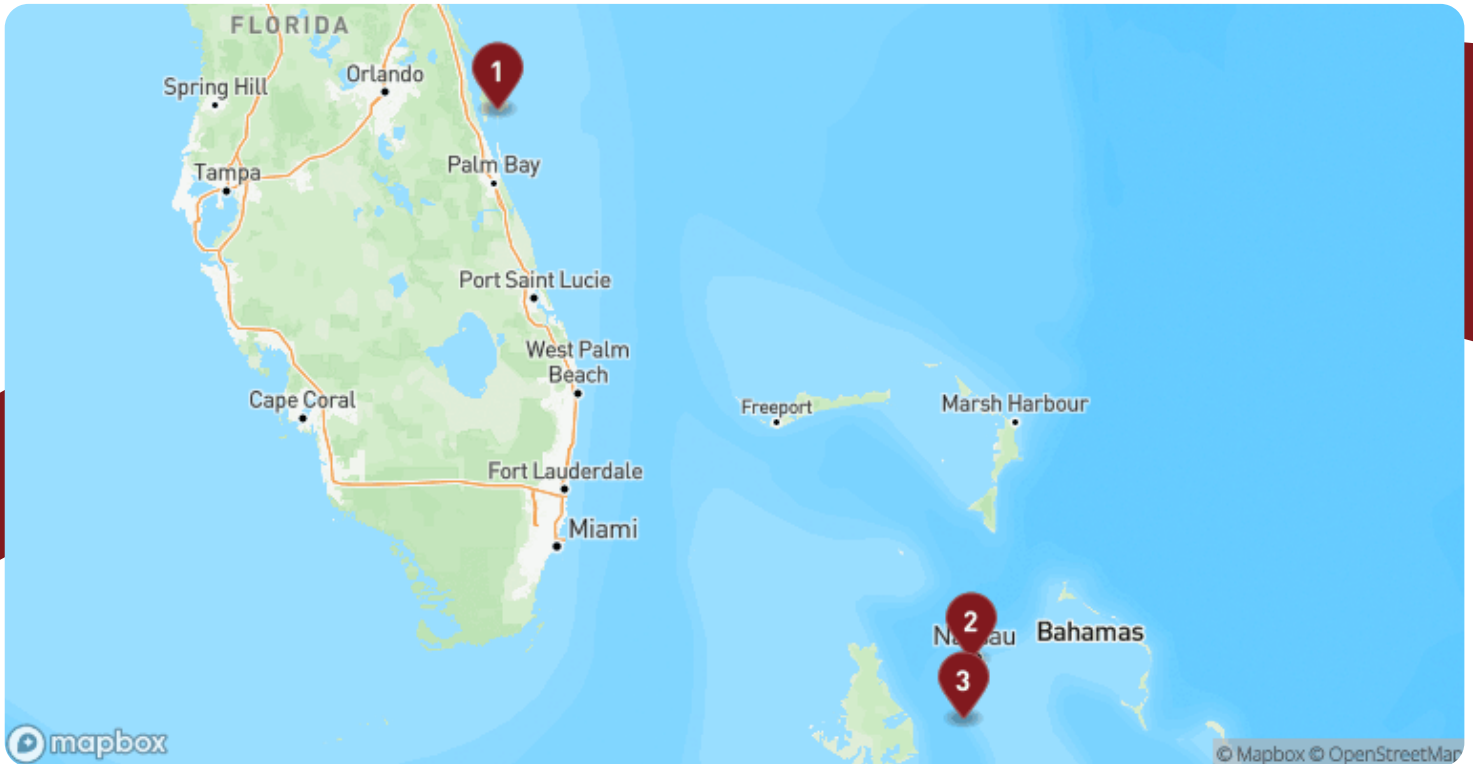 FLORIDA
1
Orlando
Spring Hill
Palm Bay
Tampa
Port Saint Lucie
West Palm
Beach
Cape Coral
Freeport
Marsh Harbour
Fort Lauderdale
Miami
2
Bahamas
3
mapbox
© Mapbox © OpenStreetMap